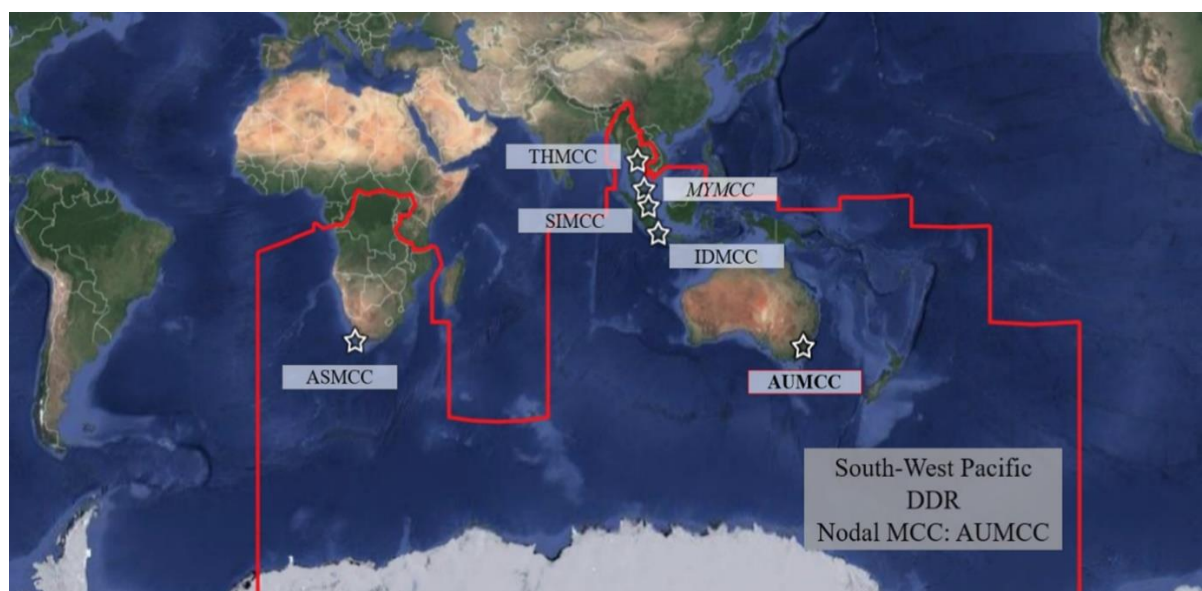 THMCC
MYMCC
SIMCC
IDMCC
ASMCC
AUMCC
South-West Pacific
DDR
Nodal MCC: AUMCC